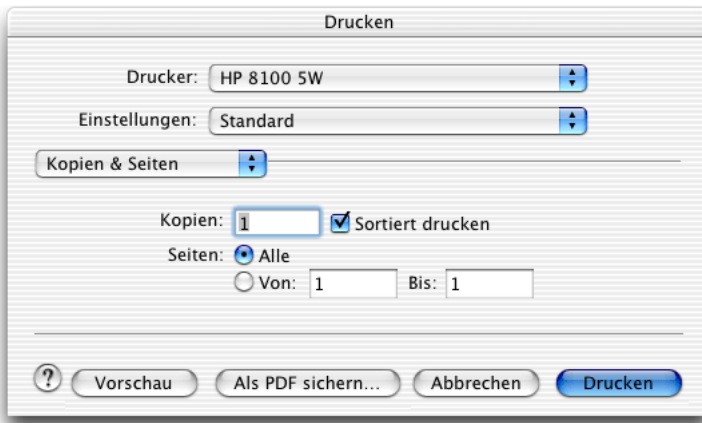 Drucken
Drucker: HP 8100 5W
Einstellungen: Standard
Kopien & Seiten
Kopien: 1 Sortiert drucken
Seiten: Alle
Von: 1 Bis: 1
? Vorschau Als PDF sichern... Abbrechen Drucken